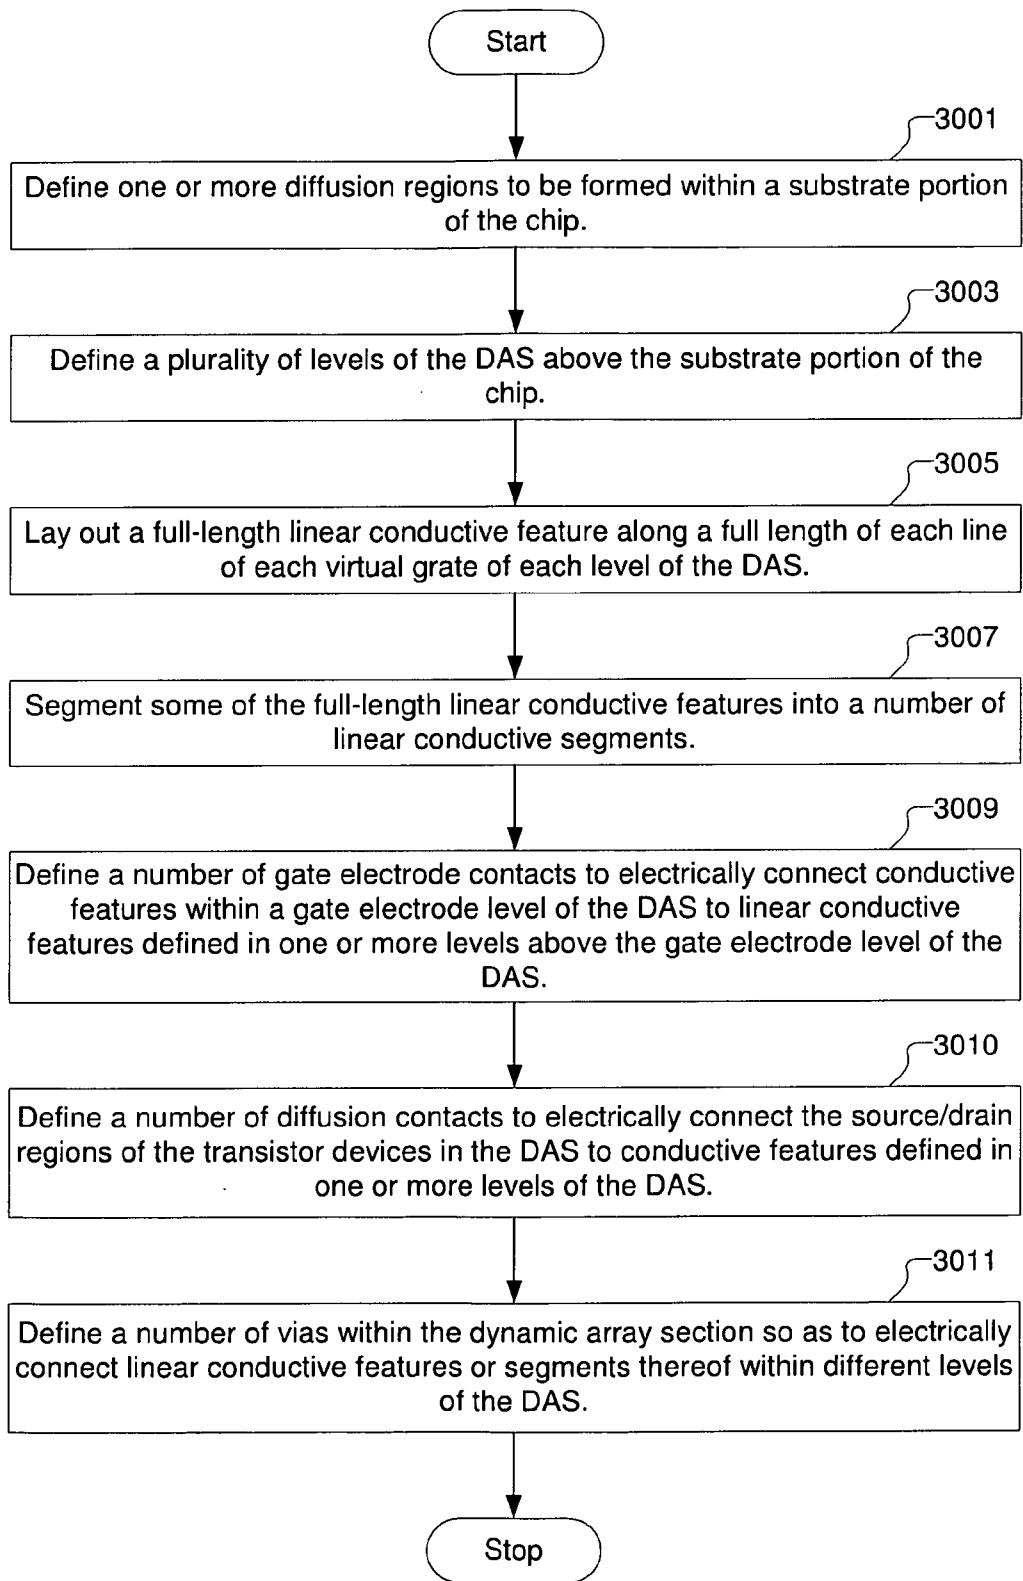 Start
3001
Define one or more diffusion regions to be formed within a substrate portion
of the chip.
3003
Define a plurality of levels of the DAS above the substrate portion of the
chip.
3005
Lay out a full-length linear conductive feature along a full length of each line
of each virtual grate of each level of the DAS.
3007
Segment some of the full-length linear conductive features into a number of
linear conductive segments.
3009
Define a number of gate electrode contacts to electrically connect conductive
features within a gate electrode level of the DAS to linear conductive
features defined in one or more levels above the gate electrode level of the
DAS.
3010
Define a number of diffusion contacts to electrically connect the source/drain
regions of the transistor devices in the DAS to conductive features defined in
one or more levels of the DAS.
3011
Define a number of vias within the dynamic array section so as to electrically
connect linear conductive features or segments thereof within different levels
of the DAS.
Stop